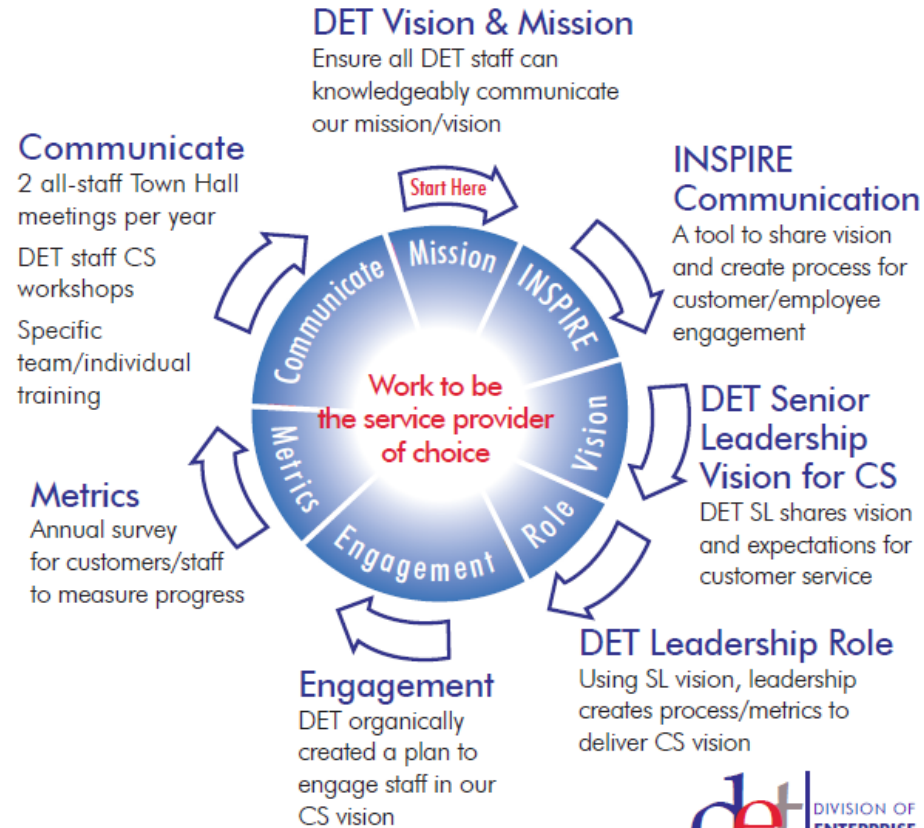 DET Vision & Mission
Ensure all DET staff can
knowledgeably communicate
our mission/vision
Start Here
INSPIRE
Communication
A tool to share vision
and create process for
customer/employee
engagement
DET Senior
Leadership
Vision for CS
DET SL shares vision
and expectations for
customer service
DET Leadership Role
Using SL vision, leadership
creates process/metrics to
deliver CS vision
Engagement
DET organically
created a plan to
engage staff in our
CS vision
Metrics
Annual survey
for customers/staff
to measure progress
Communicate
2 all-staff Town Hall
meetings per year
DET staff CS
workshops
Specific
team/individual
training
Mission
INSPIRE
Vision
Role
Engagement
Metrics
Communicate
Work to be
the service provider
of choice
det
DIVISION OF
ENTERPRISE